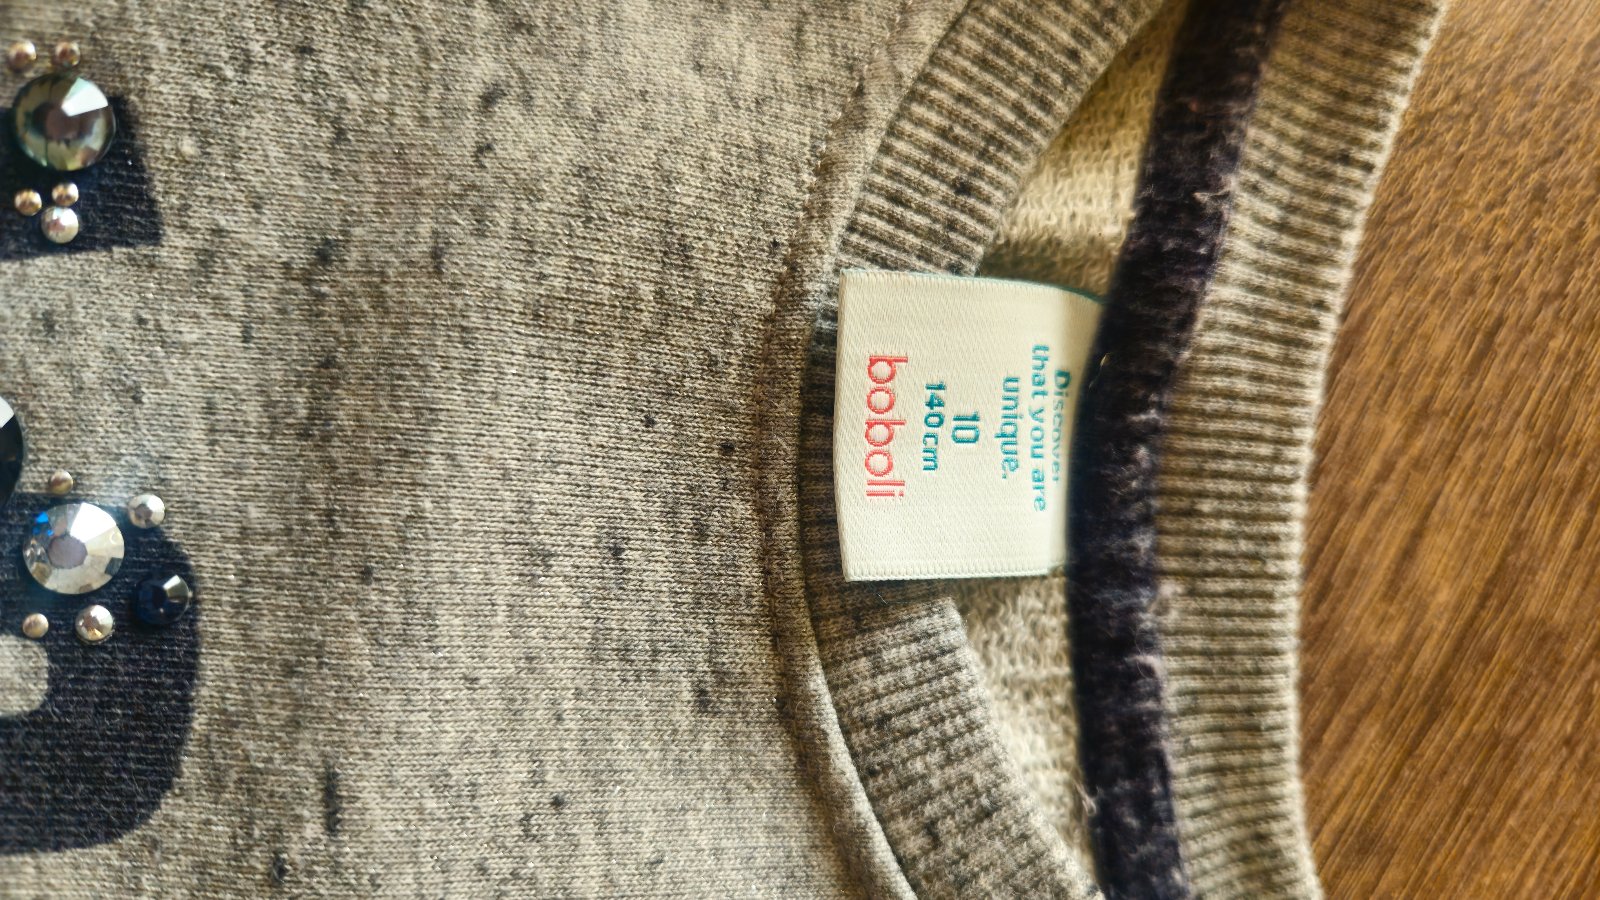 Discover
that you are
unique.
10
140cm
boboli